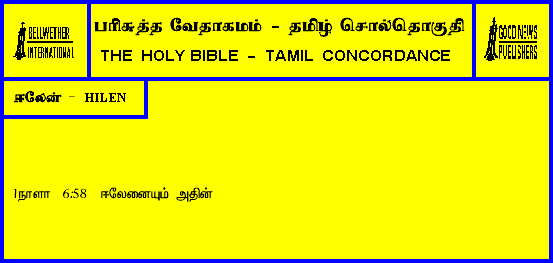 BELLWETHER
INTERNATIONAL
பரிசுத்த வேதாகமம் - தமிழ் சொல்தொகுதி
THE HOLY BIBLE - TAMIL CONCORDANCE
GOOD NEWS
PUBLISHERS
ஈலேன் - HILEN
1நாளா 6:58 ஈலேனையும் அதின்